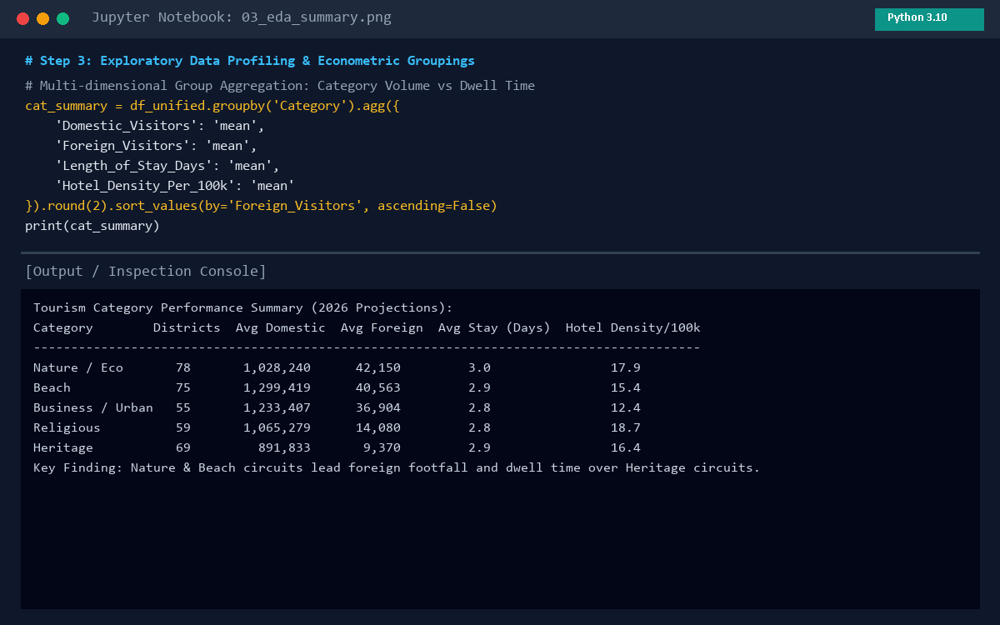 Jupyter Notebook: 03_eda_summary.png
Python 3.10
# Step 3: Exploratory Data Profiling & Econometric Groupings
# Multi-dimensional Group Aggregation: Category Volume vs Dwell Time
cat_summary = df_unified.groupby('Category').agg({
    'Domestic_Visitors': 'mean',
    'Foreign_Visitors': 'mean',
    'Length_of_Stay_Days': 'mean',
    'Hotel_Density_Per_100k': 'mean'
}).round(2).sort_values(by='Foreign_Visitors', ascending=False)
print(cat_summary)
[Output / Inspection Console]
Tourism Category Performance Summary (2026 Projections):
Category        Districts  Avg Domestic  Avg Foreign  Avg Stay (Days)  Hotel Density/100k
-----------------------------------------------------------------------------------------
Nature / Eco       78       1,028,240      42,150         3.0                17.9
Beach              75       1,299,419      40,563         2.9                15.4
Business / Urban   55       1,233,407      36,904         2.8                12.4
Religious          59       1,065,279      14,080         2.8                18.7
Heritage           69         891,833       9,370         2.9                16.4
Key Finding: Nature & Beach circuits lead foreign footfall and dwell time over Heritage circuits.